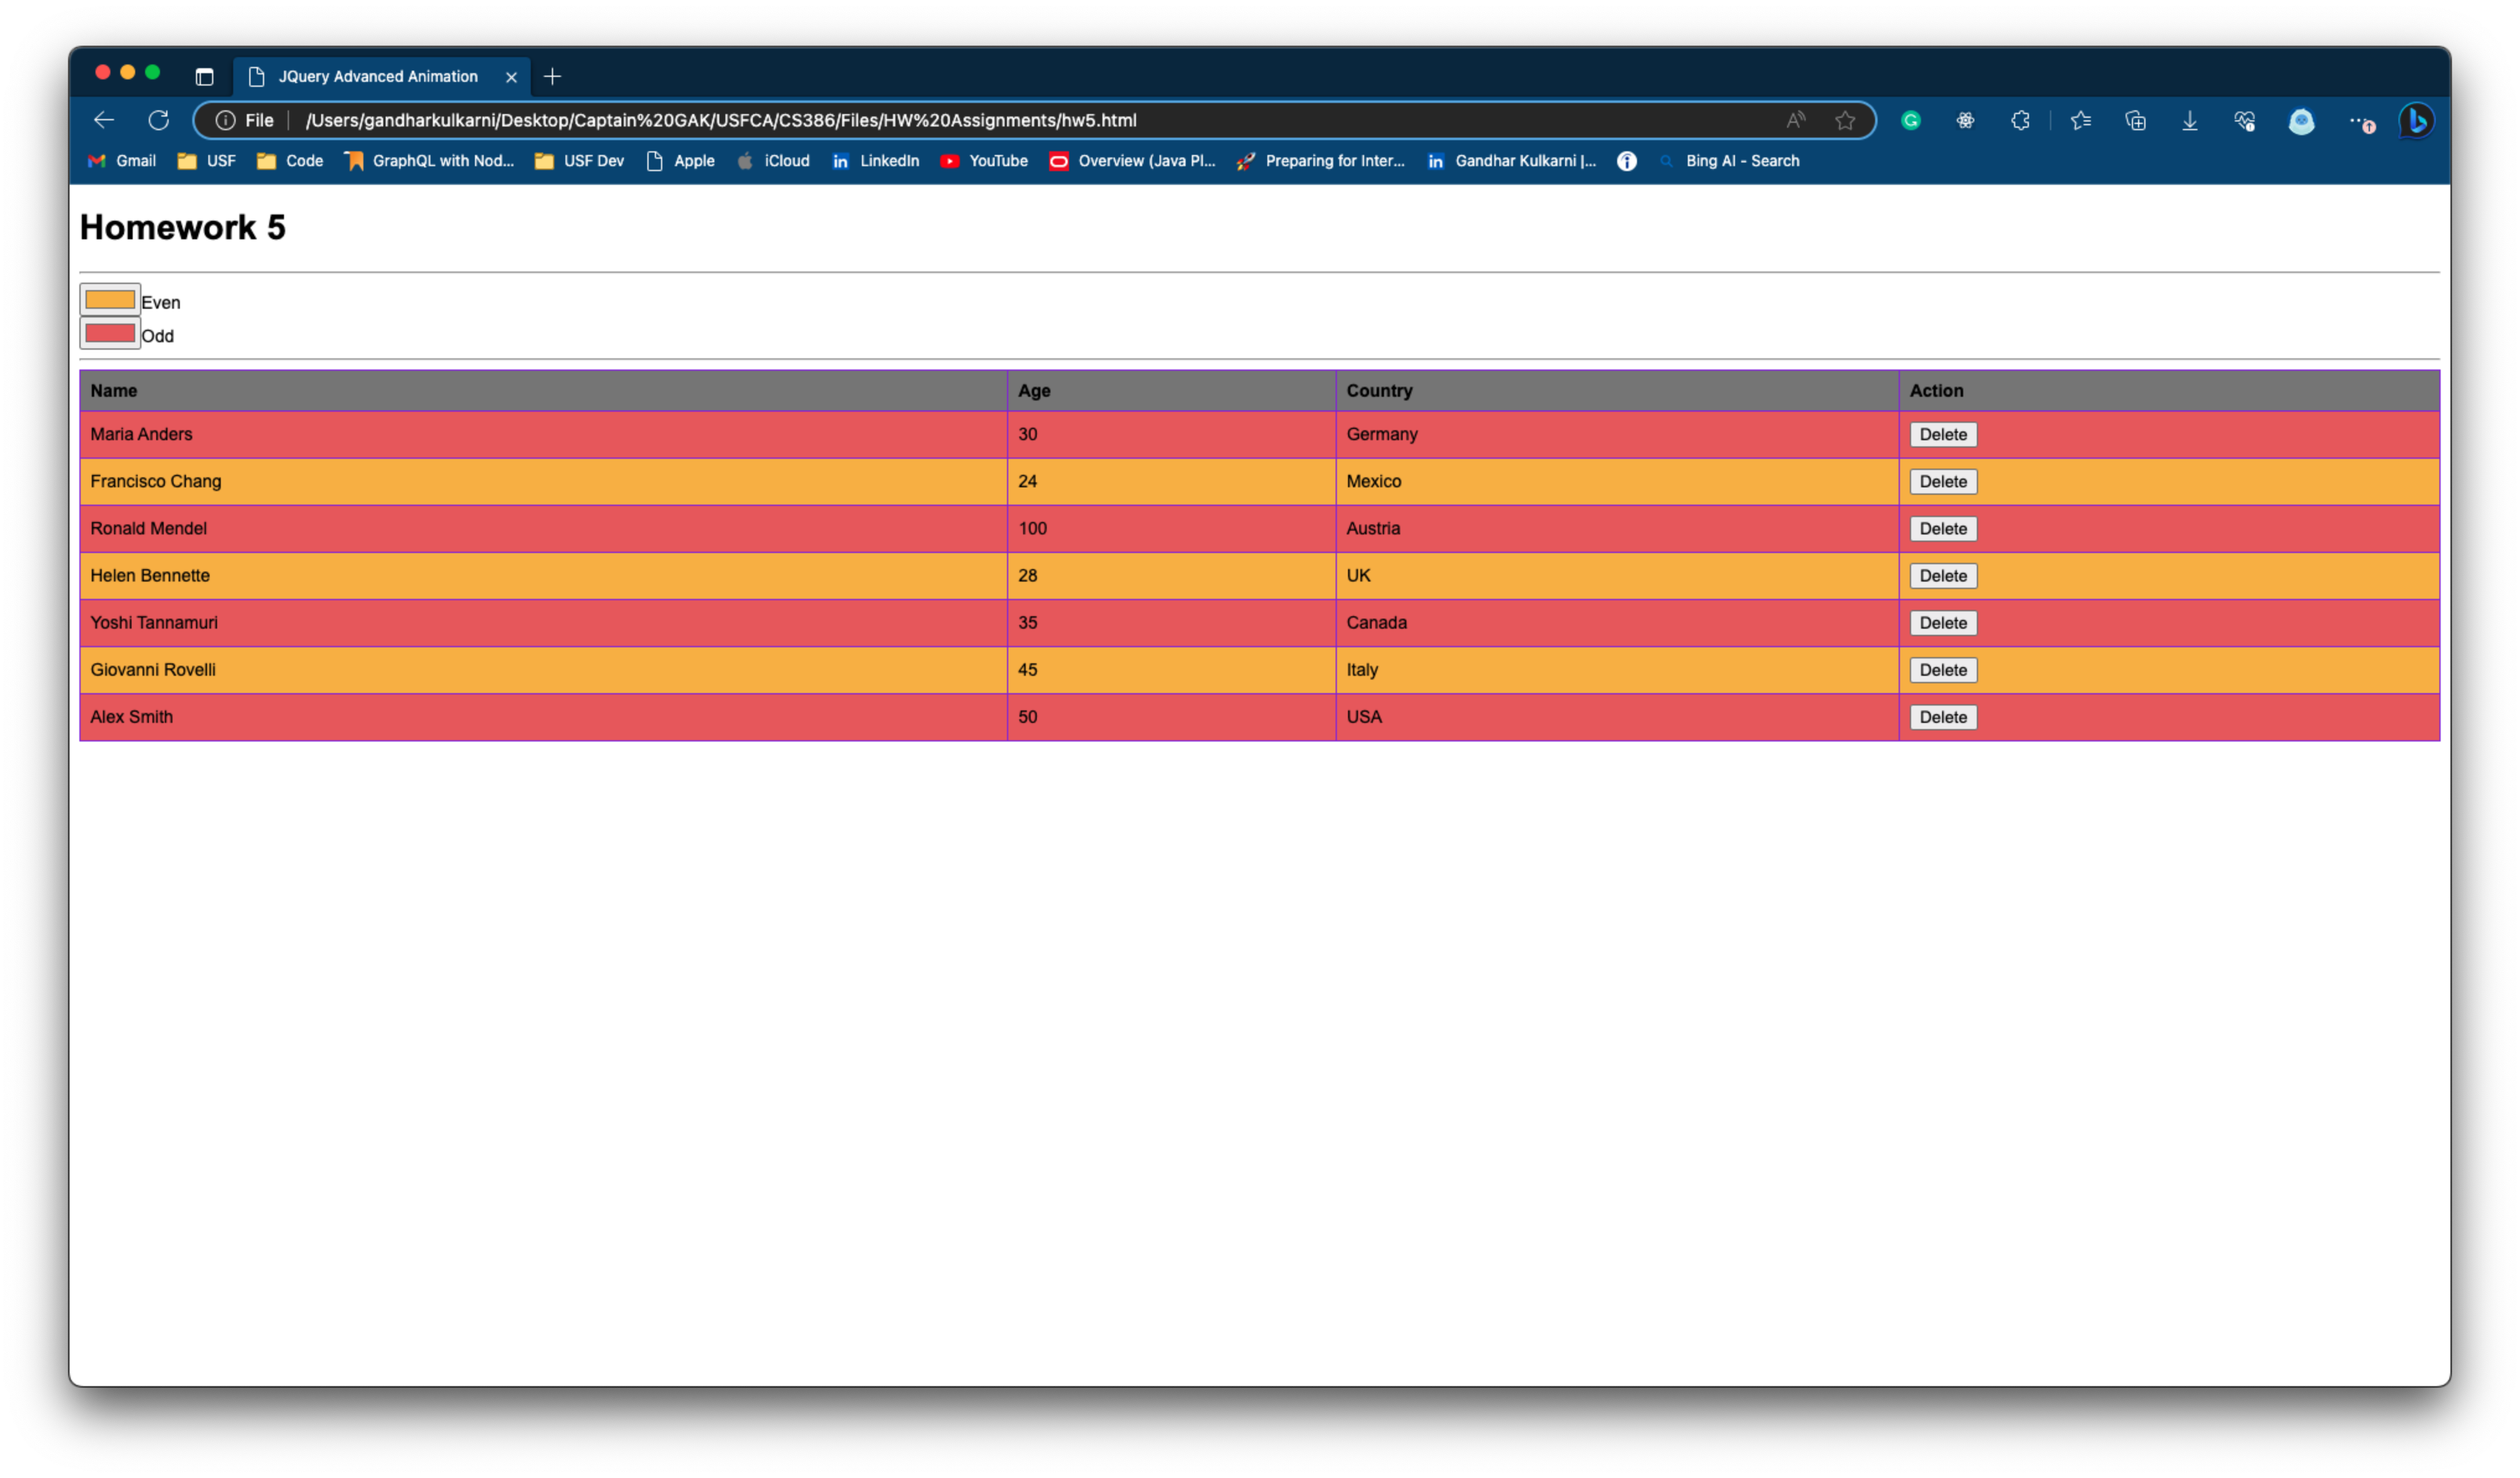 JQuery Advanced Animation
File /Users/gandharkulkarni/Desktop/Captain%20GAK/USFCA/CS386/Files/HW%20Assignments/hw5.html
Gmail USF Code GraphQL with Nod... USF Dev Apple iCloud LinkedIn YouTube Overview (Java Pl... Preparing for Inter... Gandhar Kulkarni |... Bing AI - Search
Homework 5
Even
Odd
Name Age Country Action
Maria Anders 30 Germany Delete
Francisco Chang 24 Mexico Delete
Ronald Mendel 100 Austria Delete
Helen Bennette 28 UK Delete
Yoshi Tannamuri 35 Canada Delete
Giovanni Rovelli 45 Italy Delete
Alex Smith 50 USA Delete